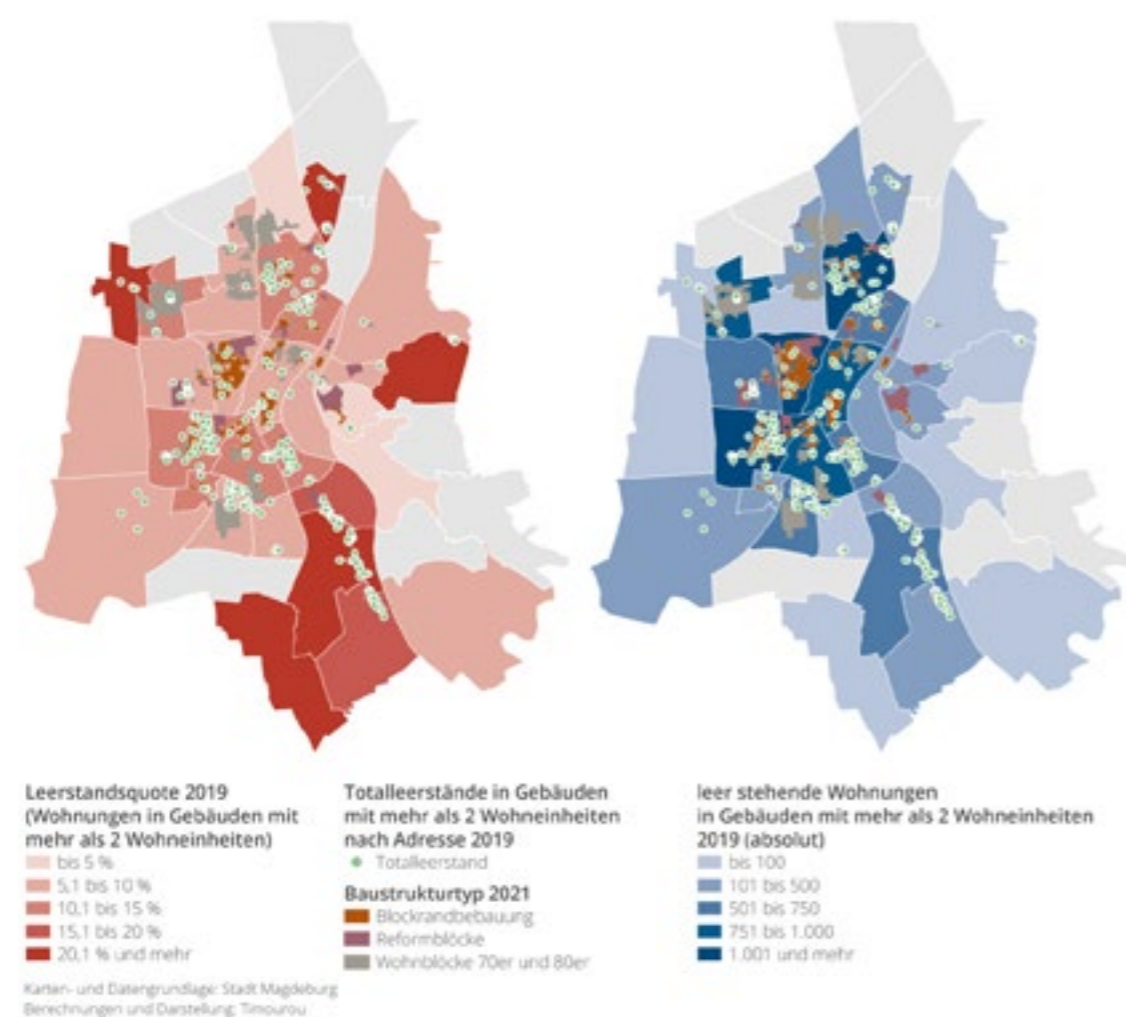 Leerstandsquote 2019
(Wohnungen in Gebäuden mit
mehr als 2 Wohneinheiten)
bis 5 %
5,1 bis 10 %
10,1 bis 15 %
15,1 bis 20 %
20,1 % und mehr
Karten- und Datengrundlage: Stadt Magdeburg
Berechnungen und Darstellung: Timourou
Totalleerstände in Gebäuden
mit mehr als 2 Wohneinheiten
nach Adresse 2019
Totalleerstand
Baustrukturtyp 2021
Blockrandbebauung
Reformblöcke
Wohnblöcke 70er und 80er
leer stehende Wohnungen
in Gebäuden mit mehr als 2 Wohneinheiten
2019 (absolut)
bis 100
101 bis 500
501 bis 750
751 bis 1.000
1.001 und mehr